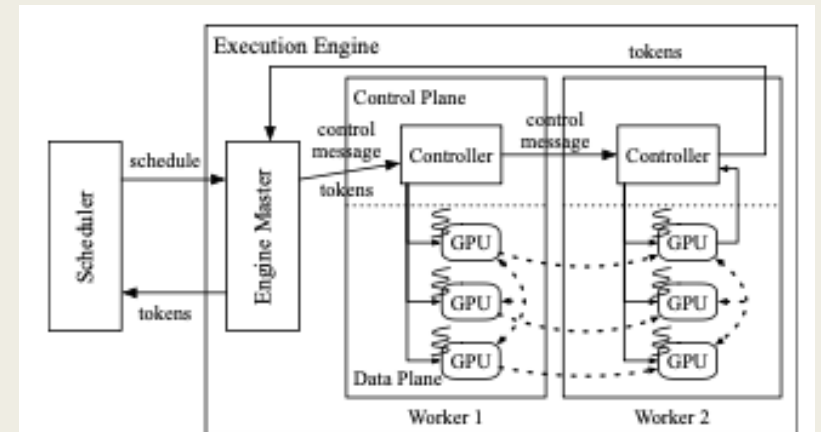 Execution Engine
tokens
Control Plane
control
message
tokens
Controller
control
message
Controller
schedule
Scheduler
tokens
Engine Master
GPU
GPU
GPU
GPU
GPU
GPU
Data Plane
Worker 1
Worker 2